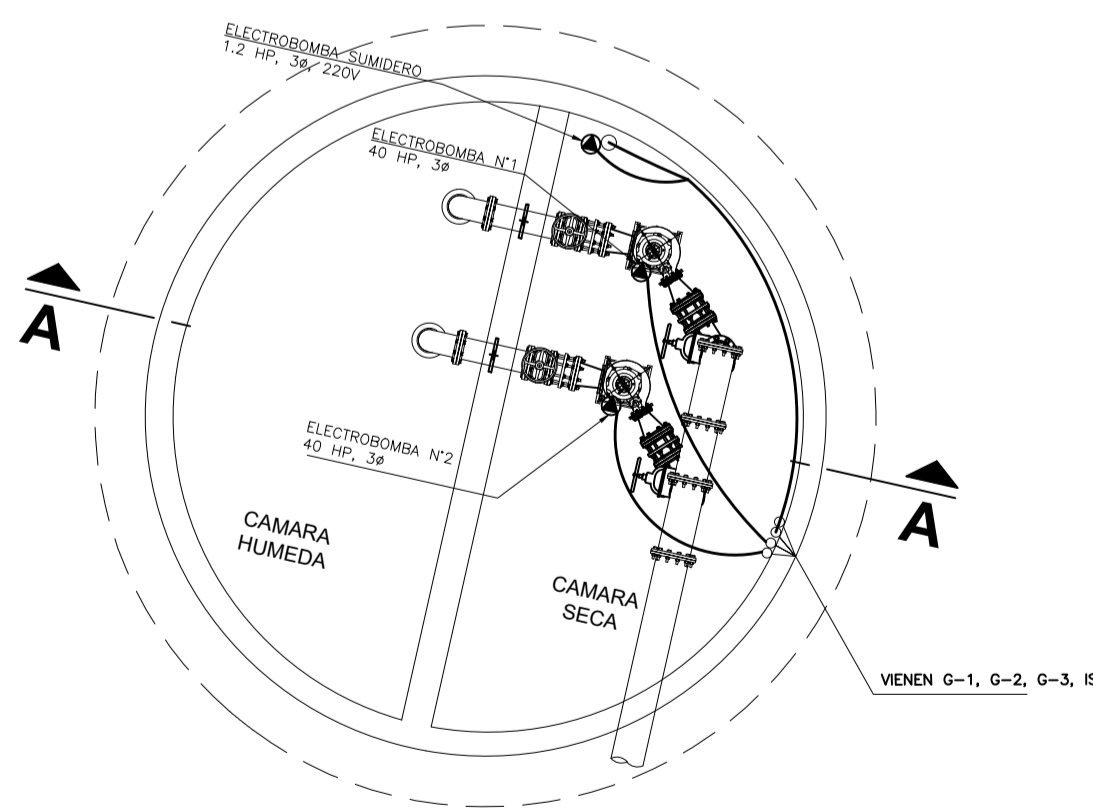 ELECTROBOMBA SUMIDERO
1.2 HP, 3ø, 220V
ELECTROBOMBA N°1
40 HP, 3ø
A
ELECTROBOMBA N°2
40 HP, 3ø
A
CAMARA
HUMEDA
CAMARA
SECA
VIENEN G-1, G-2, G-3, IS